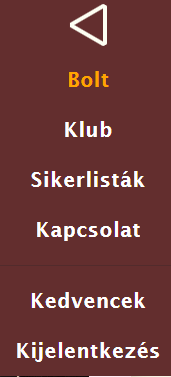 Bolt
Klub
Sikerlisták
Kapcsolat
Kedvencek
Kijelentkezés